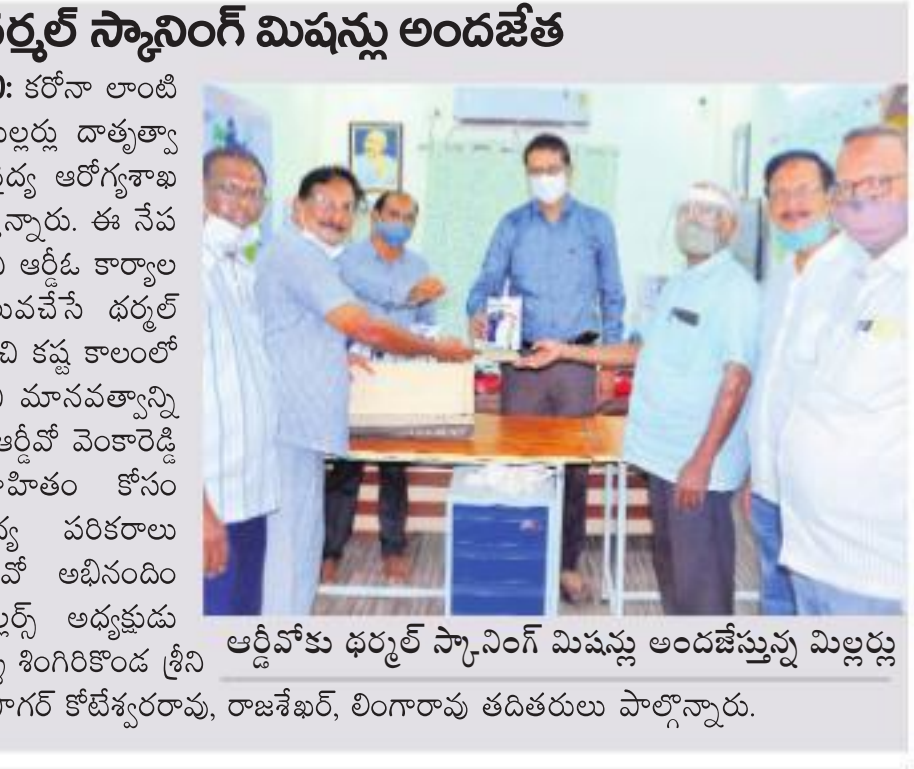 థర్మల్ స్కానింగ్ మిషన్లు అందజేత
కరోనా లాంటి
మిల్లర్లు దాతృత్వా
వైద్య ఆరోగ్యశాఖ
న్నారు. ఈ నేప
ఆర్డీఓ కార్యాల
విలువచేసే థర్మల్
కష్ట కాలంలో
మానవత్వాన్ని
ఆర్డీవో వెంకారెడ్డి
కోసం
పరికరాలు
అభినందిం
అధ్యక్షుడు
శింగిరికొండ శ్రీని
కోటేశ్వరరావు, రాజశేఖర్, లింగారావు తదితరులు పాల్గొన్నారు.
ఆర్డీవోకు థర్మల్ స్కానింగ్ మిషన్లు అందజేస్తున్న మిల్లర్లు